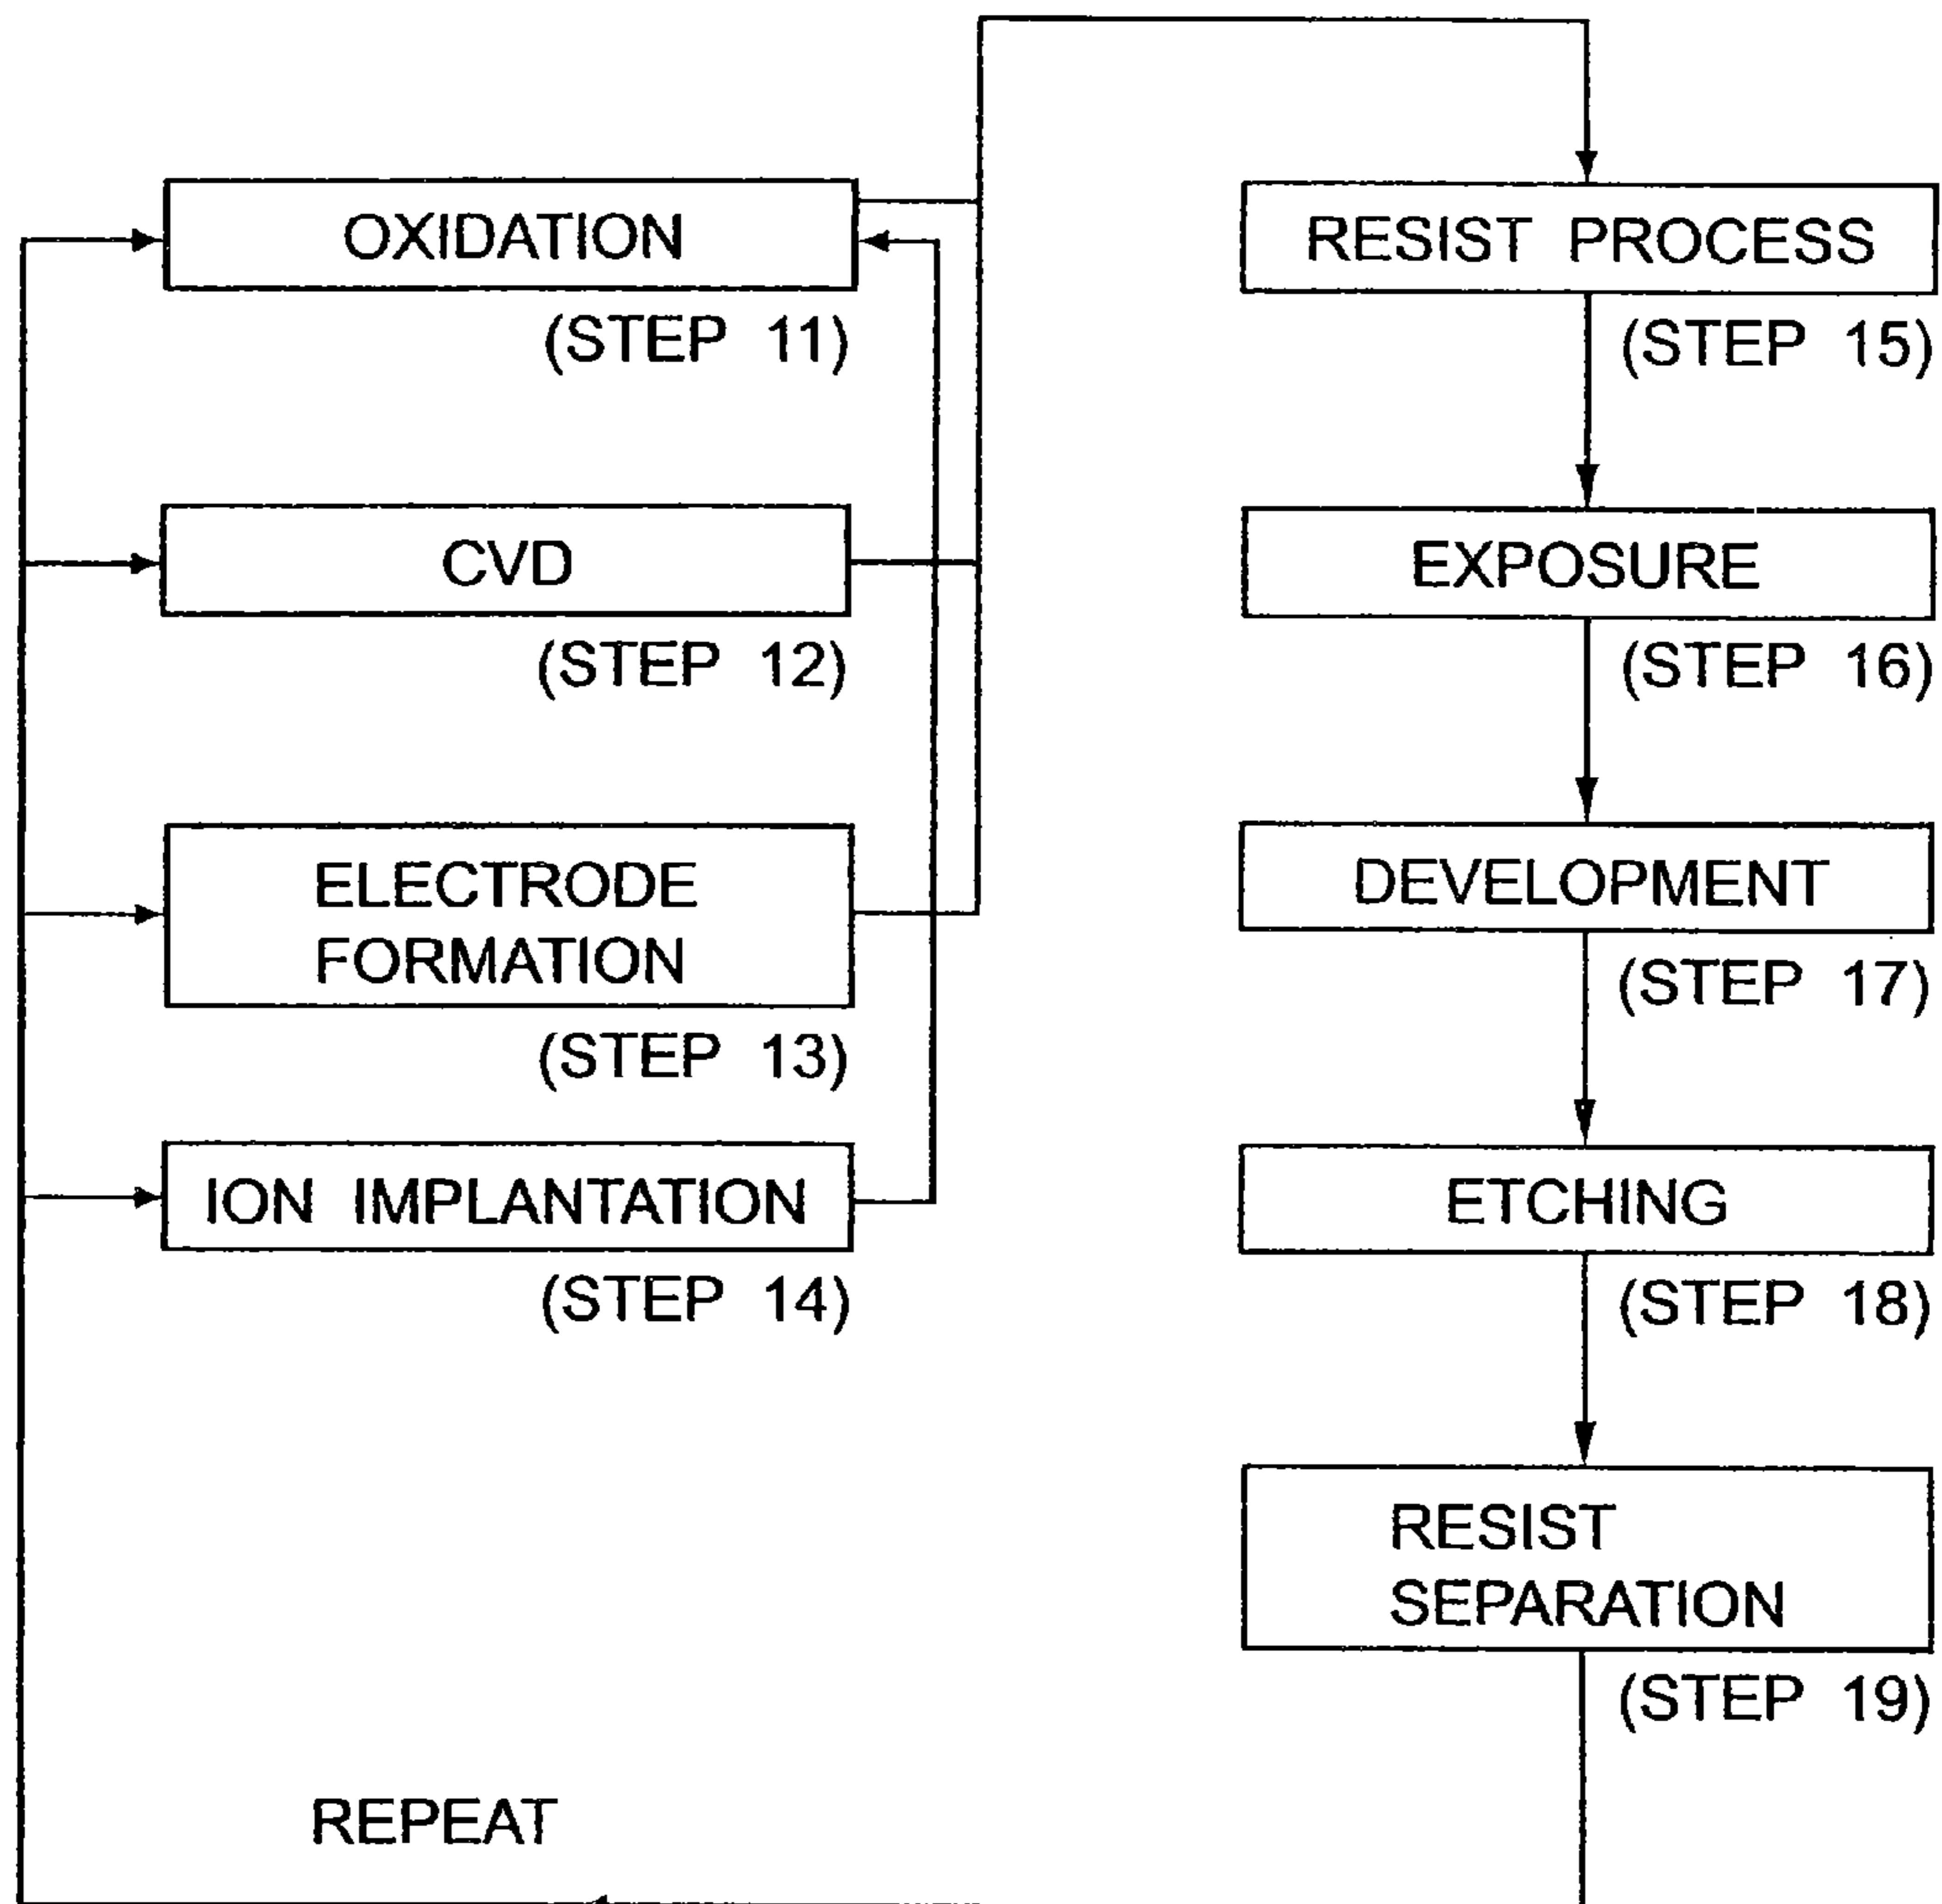 OXIDATION
(STEP 11)
CVD
(STEP 12)
ELECTRODE
FORMATION
(STEP 13)
ION IMPLANTATION
(STEP 14)
RESIST PROCESS
(STEP 15)
EXPOSURE
(STEP 16)
DEVELOPMENT
(STEP 17)
ETCHING
(STEP 18)
RESIST
SEPARATION
(STEP 19)
REPEAT